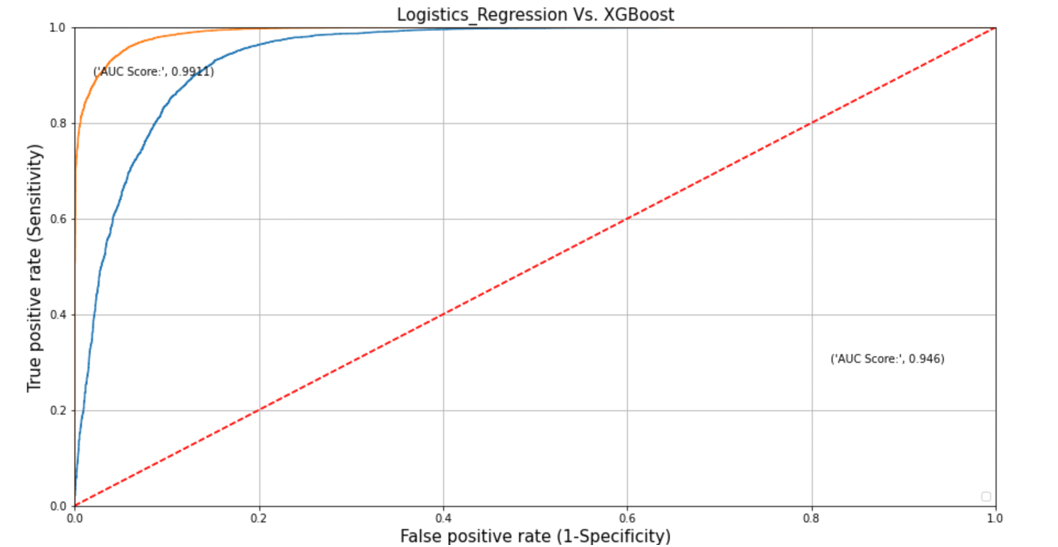 Logistics_Regression Vs. XGBoost
1.0
('AUC Score:', 0.9911)
0.8
0.6
0.4
('AUC Score:', 0.946)
0.2
0.0
True positive rate (Sensitivity)
0.0 0.2 0.4 0.6 0.8 1.0
False positive rate (1-Specificity)